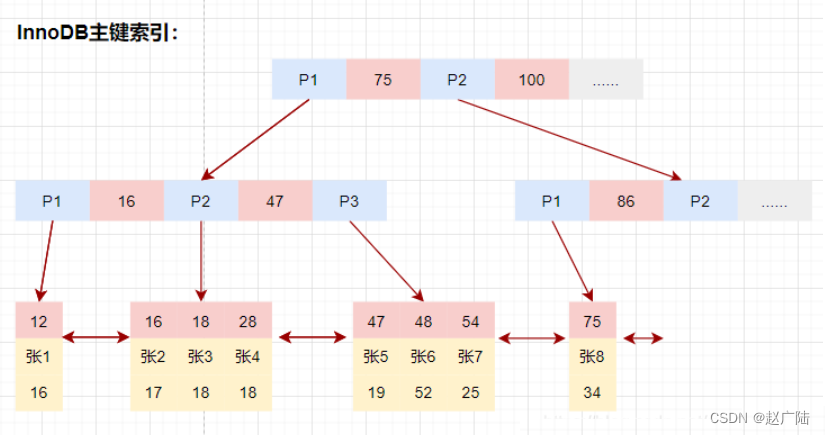 InnoDB主键索引：
P1 75 P2 100 ......
P1 16 P2 47 P3
P1 86 P2 ......
12
16 18 28
47 48 54
75
张1
张2 张3 张4
张5 张6 张7
张8
16
17 18 18
19 52 25
34
CSDN @赵广陆